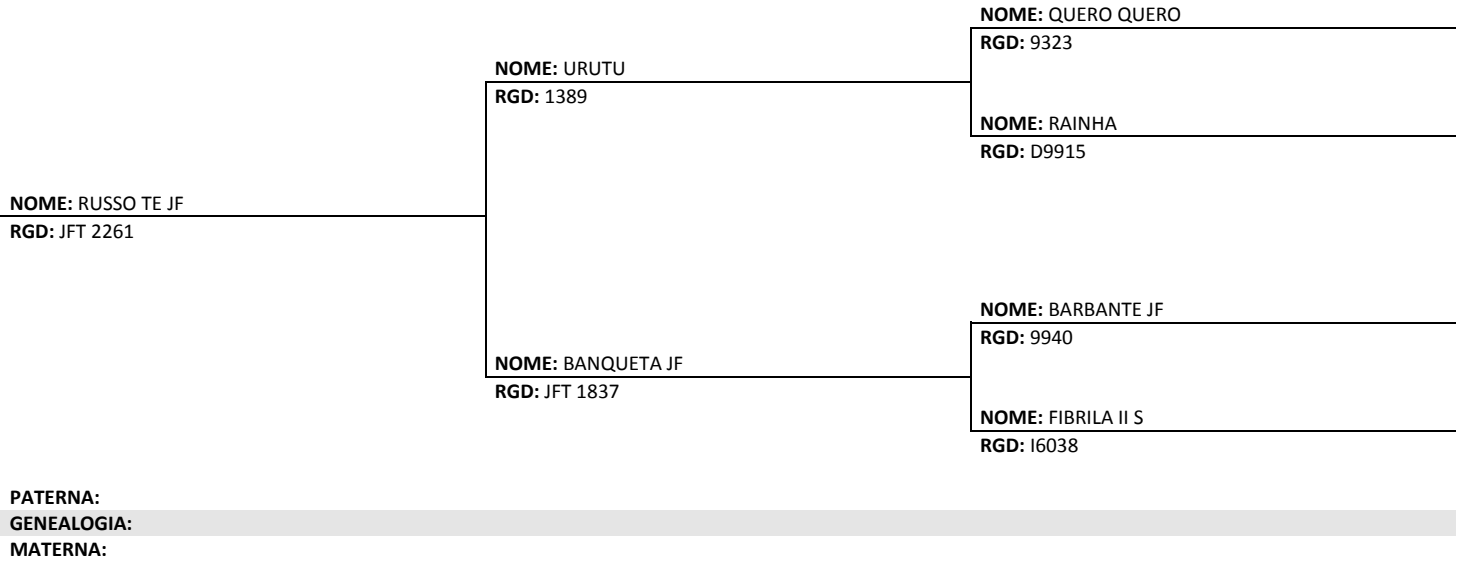 NOME: QUERO QUERO
RGD: 9323
NOME: URUTU
RGD: 1389
NOME: RAINHA
RGD: D9915
NOME: RUSSO TE JF
RGD: JFT 2261
NOME: BARBANTE JF
RGD: 9940
NOME: BANQUETA JF
RGD: JFT 1837
NOME: FIBRILA II S
RGD: I6038
PATERNA:
GENEALOGIA:
MATERNA: